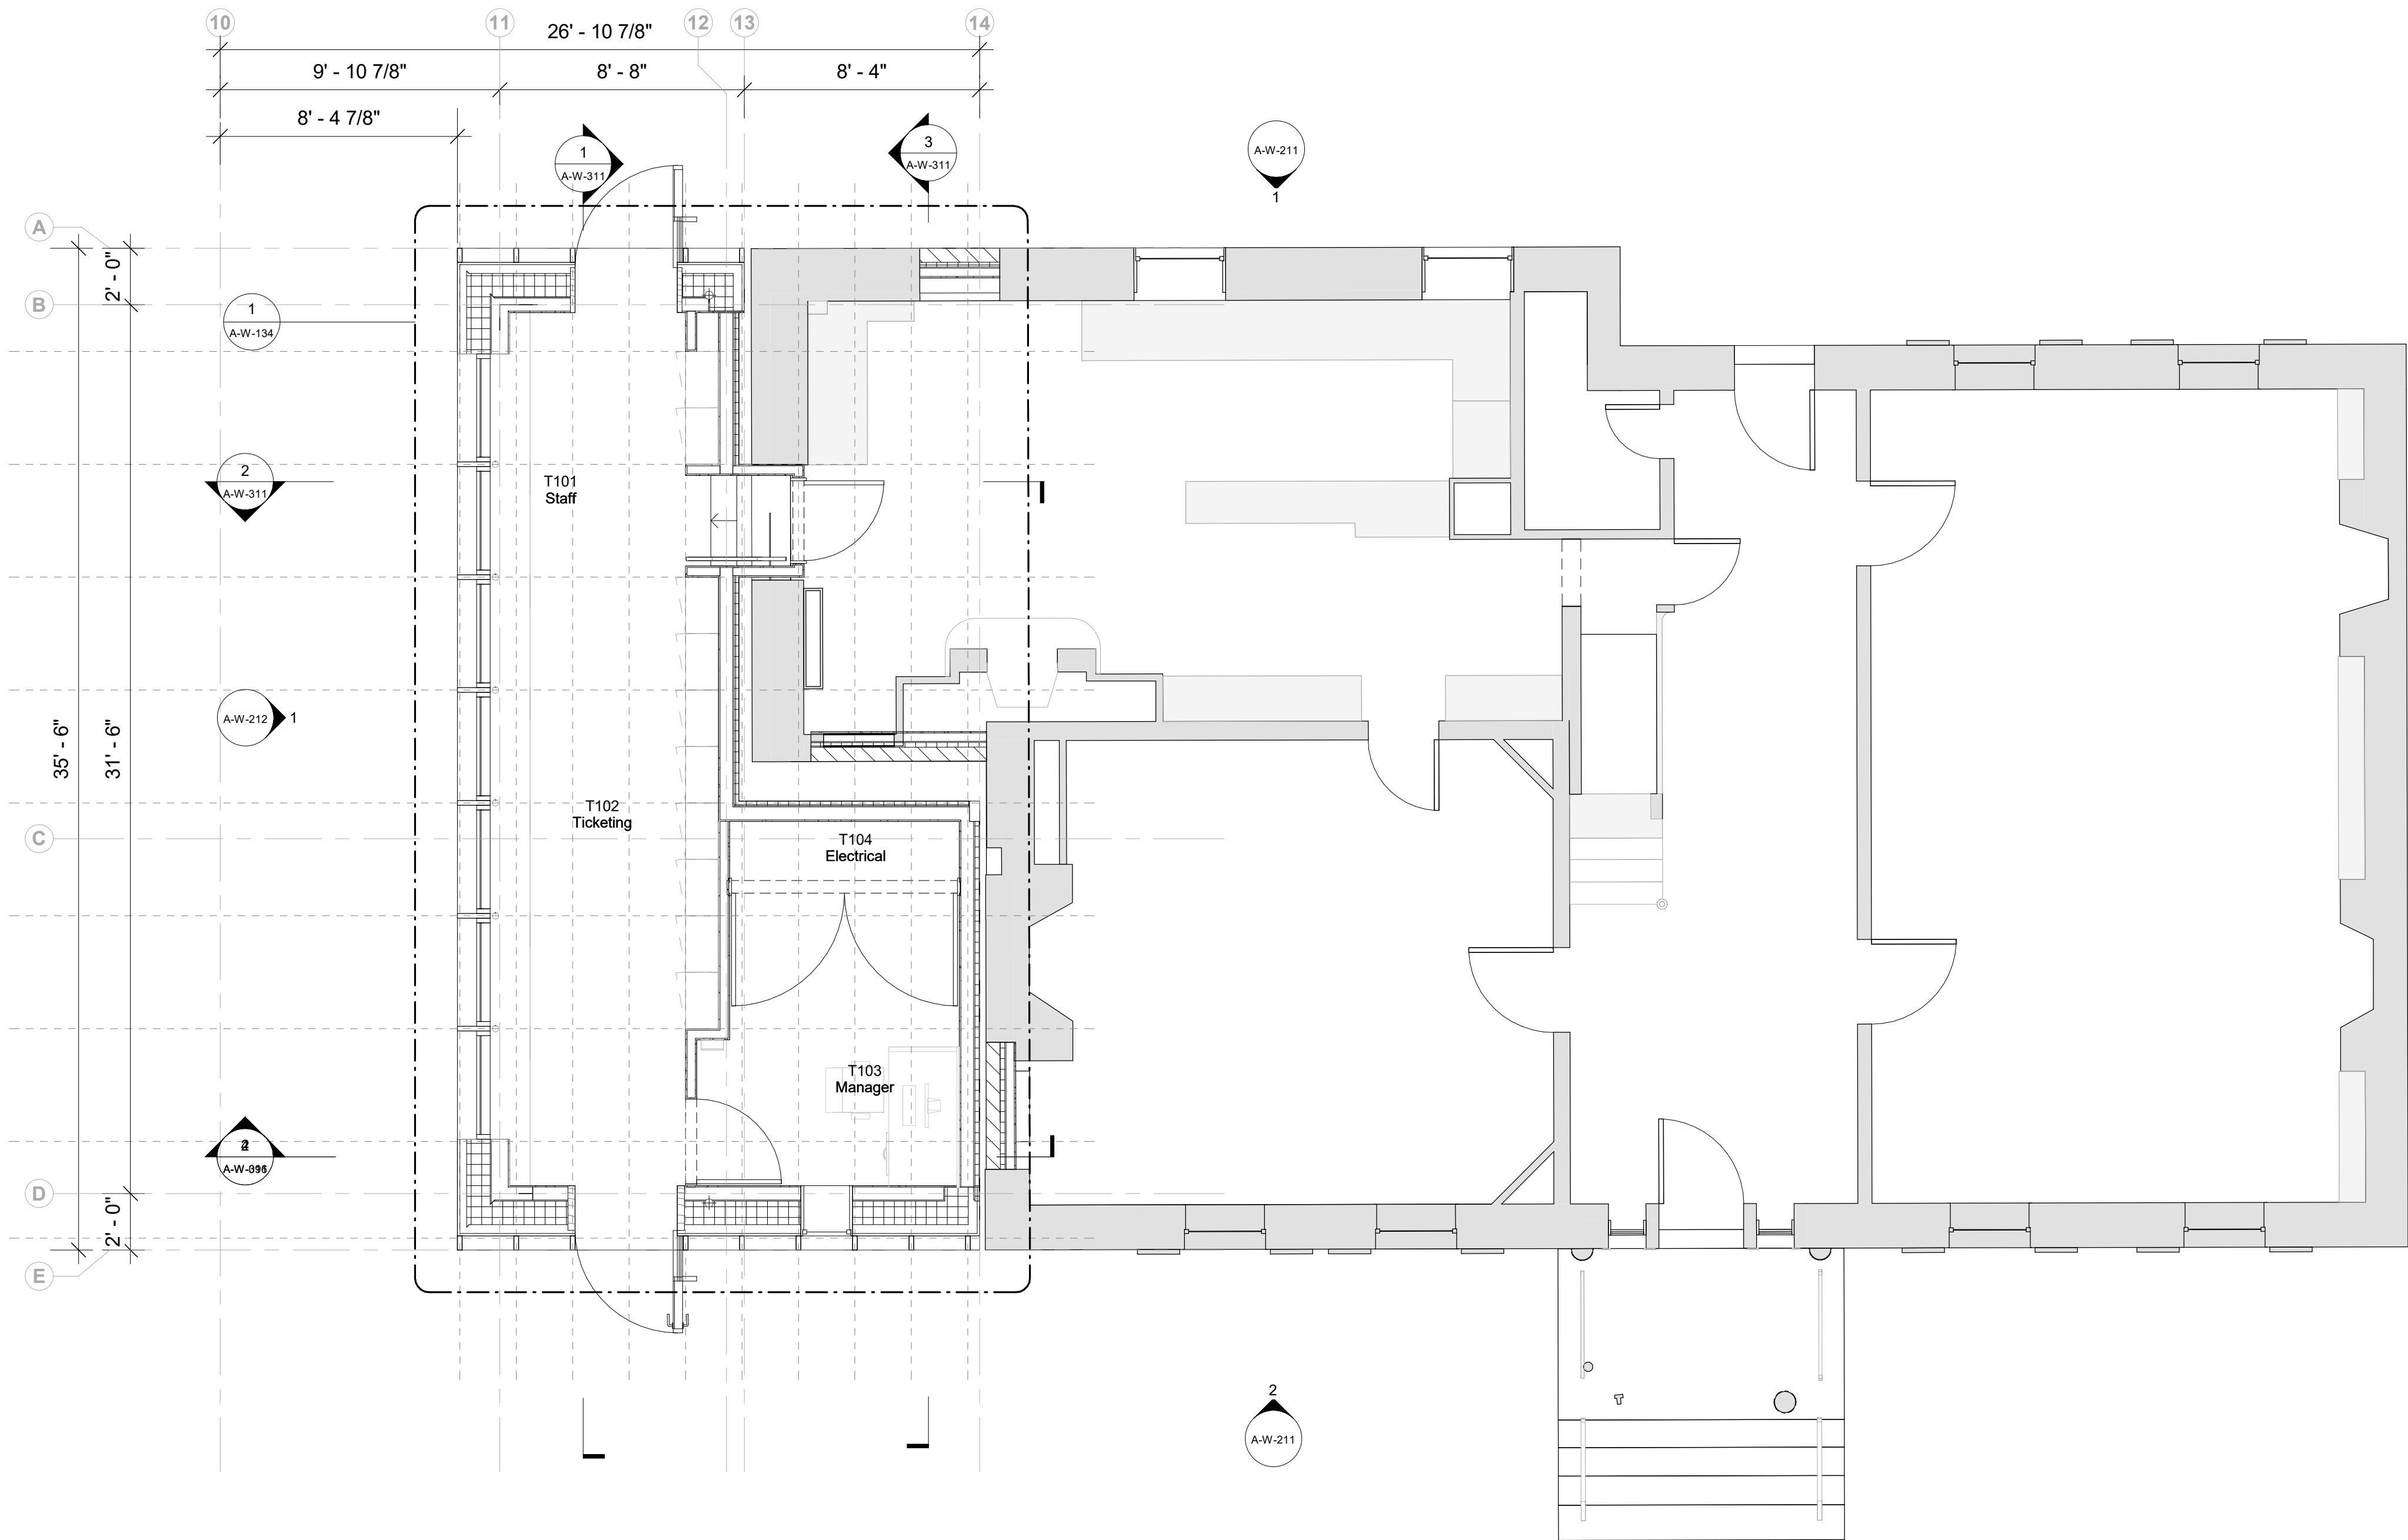 10
11
12
13
14
26' - 10 7/8"
9' - 10 7/8"
8' - 8"
8' - 4"
8' - 4 7/8"
1
A-W-311
3
A-W-311
A-W-211
1
A
2' - 0"
B
1
A-W-134
2
A-W-311
T101
Staff
35' - 6"
31' - 6"
A-W-212
1
T102
Ticketing
C
T104
Electrical
T103
Manager
D
2' - 0"
E
2
A-W-211